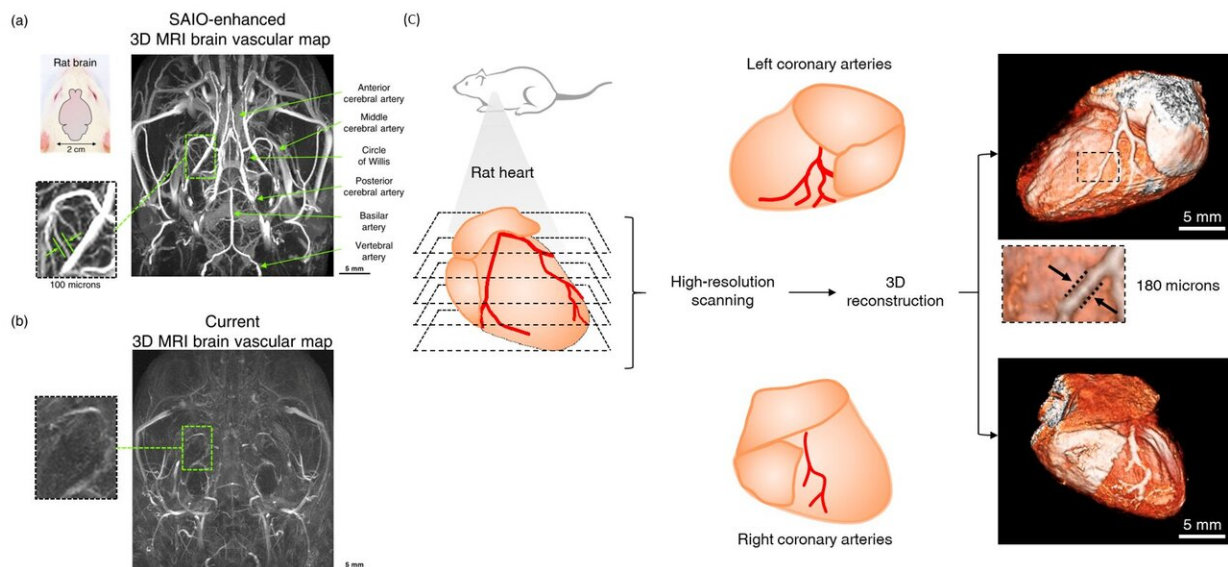 (a)
SAIO-enhanced
3D MRI brain vascular map
Rat brain
2 cm
100 microns
Anterior
cerebral artery
Middle
cerebral artery
Circle
of Willis
Posterior
cerebral artery
Basilar
artery
Vertebral
artery
5 mm
(b)
Current
3D MRI brain vascular map
5 mm
(C)
Rat heart
Left coronary arteries
High-resolution
scanning
3D
reconstruction
Right coronary arteries
5 mm
180 microns
5 mm